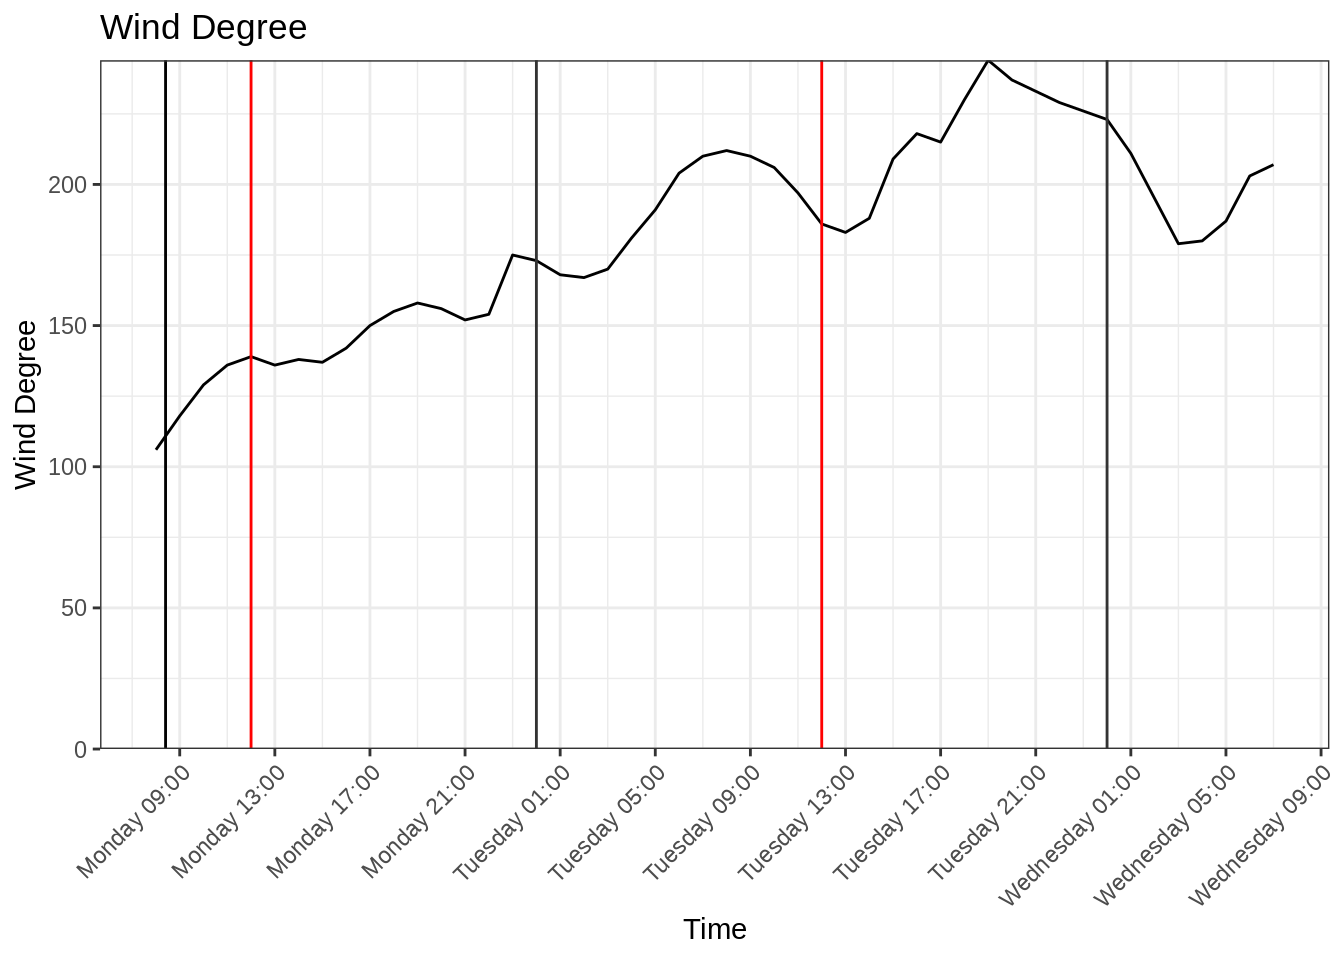 Wind Degree
Wind Degree
200
150
100
50
0
Monday 09:00
Monday 13:00
Monday 17:00
Monday 21:00
Tuesday 01:00
Tuesday 05:00
Tuesday 09:00
Tuesday 13:00
Tuesday 17:00
Tuesday 21:00
Wednesday 01:00
Wednesday 05:00
Wednesday 09:00
Time